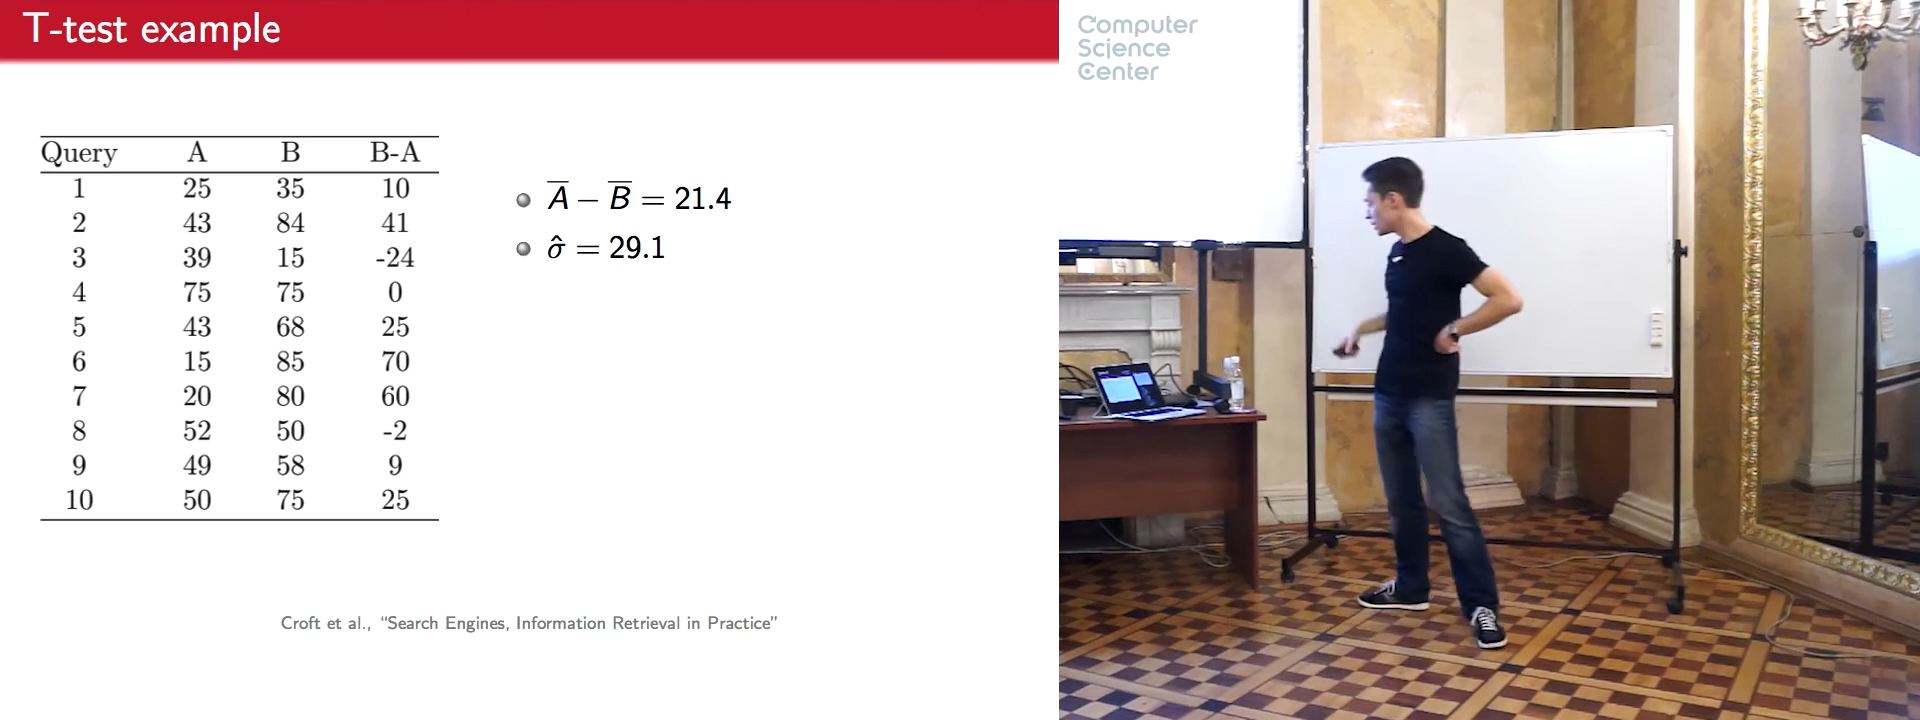 T-test example
Query A B B-A
1 25 35 10
2 43 84 41
3 39 15 -24
4 75 75 0
5 43 68 25
6 15 85 70
7 20 80 60
8 52 50 -2
9 49 58 9
10 50 75 25
A̅ − B̅ = 21.4
σ̂ = 29.1
Croft et al., “Search Engines, Information Retrieval in Practice”
Computer
Science
Center